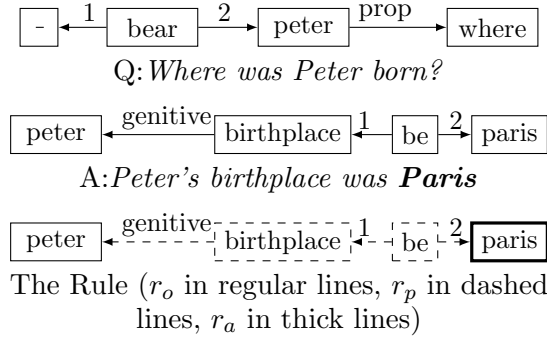 1 2 prop
- bear peter where
Q:Where was Peter born?
genitive 1 2
peter birthplace be paris
A:Peter's birthplace was Paris
genitive 1 2
peter birthplace be paris
The Rule (r_o in regular lines, r_p in dashed
lines, r_a in thick lines)